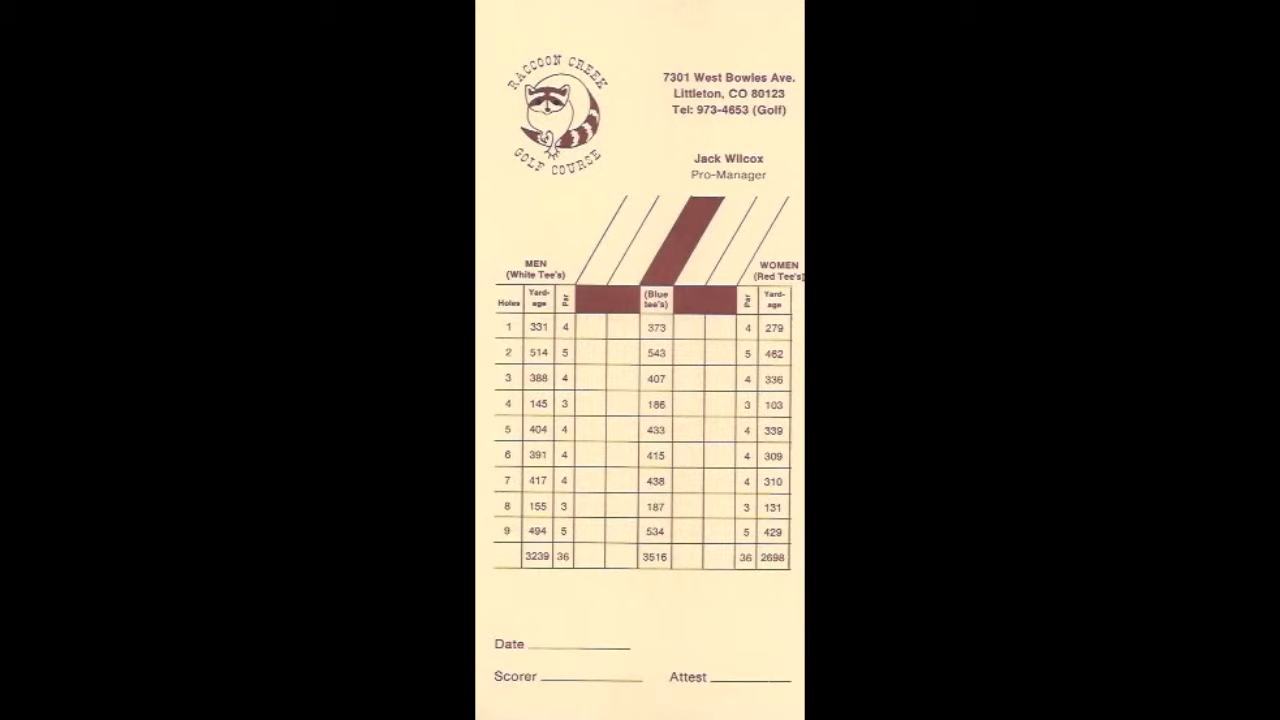 RACCOON CREEK
GOLF COURSE
7301 West Bowles Ave.
Littleton, CO 80123
Tel: 973-4653 (Golf)
Jack Wilcox
Pro-Manager
MEN
(White Tee's)
WOMEN
(Red Tee's)
Holes Yard-age Par (Blue tee's) Par Yard-age
1 331 4 373 4 279
2 514 5 543 5 462
3 388 4 407 4 336
4 145 3 186 3 103
5 404 4 433 4 339
6 391 4 415 4 309
7 417 4 438 4 310
8 155 3 187 3 131
9 494 5 534 5 429
3239 36 3516 36 2698
Date
Scorer Attest